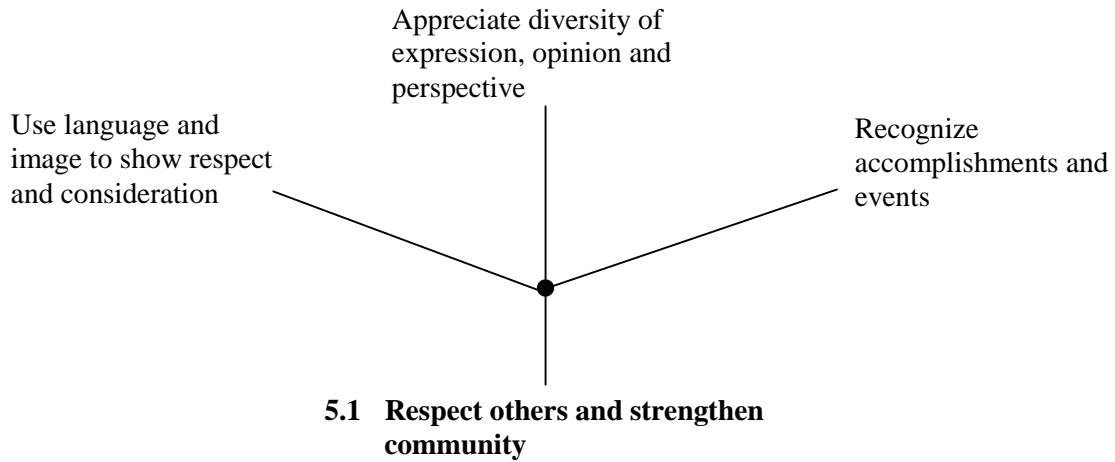 Appreciate diversity of
expression, opinion and
perspective
Use language and
image to show respect
and consideration
Recognize
accomplishments and
events
5.1 Respect others and strengthen
community